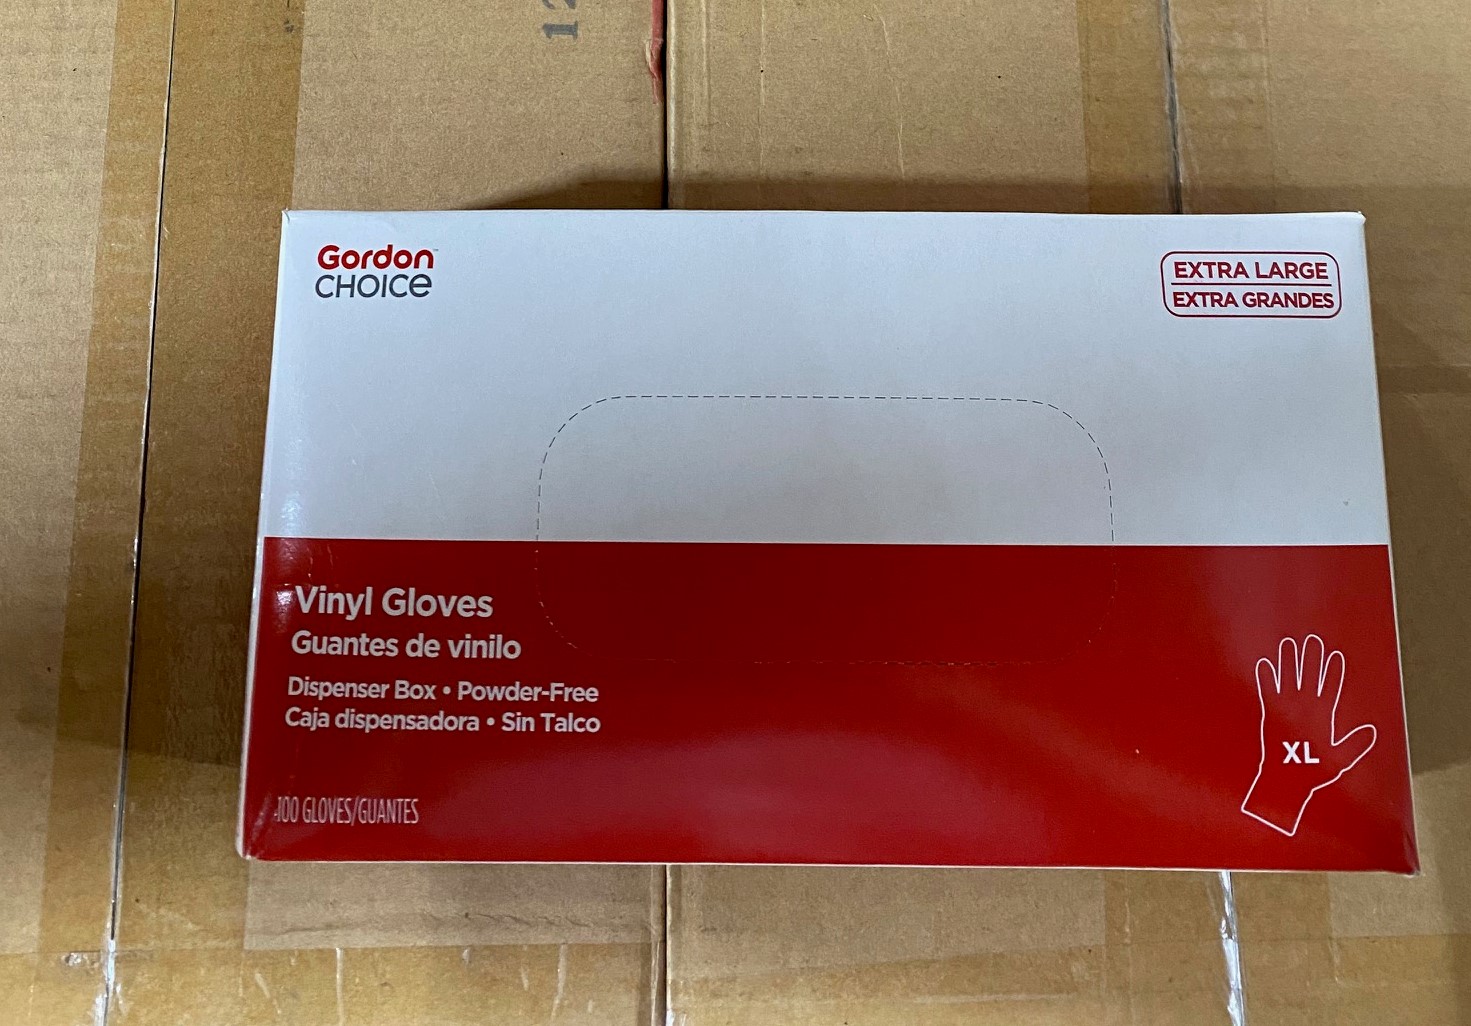 Gordon™
CHOICe
EXTRA LARGE
EXTRA GRANDES
Vinyl Gloves
Guantes de vinilo
Dispenser Box • Powder-Free
Caja dispensadora • Sin Talco
100 GLOVES/GUANTES
XL